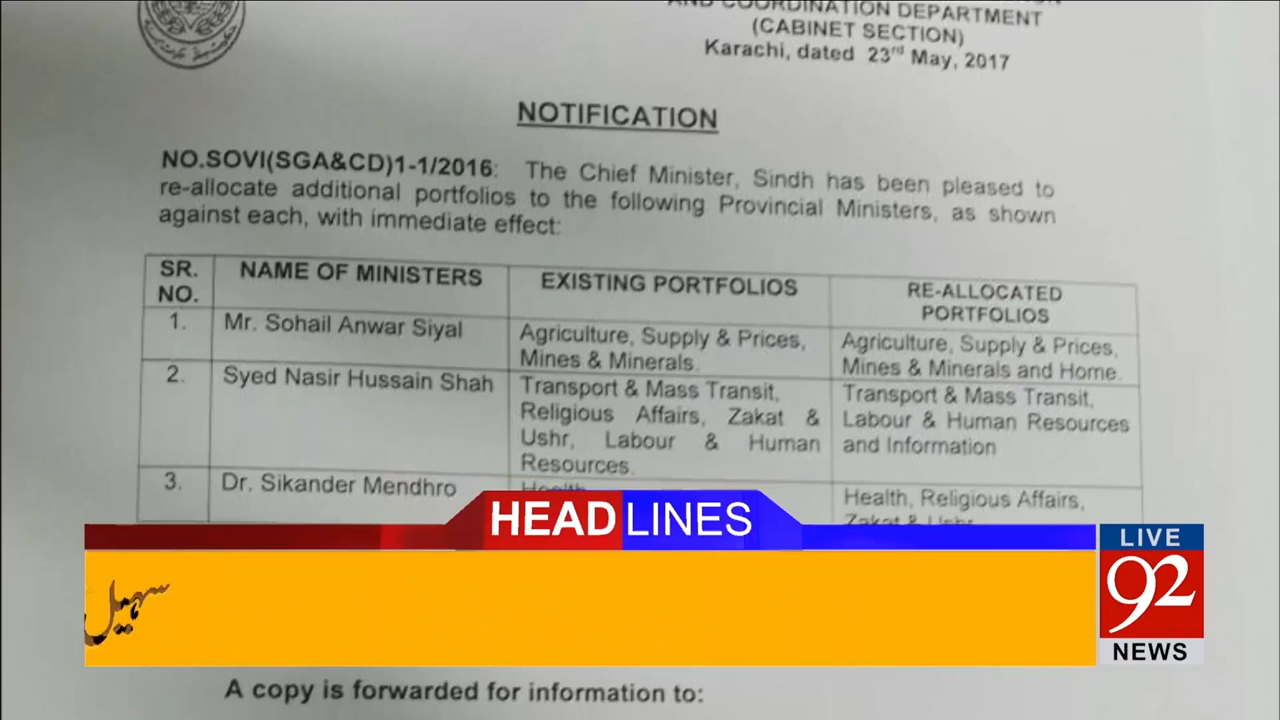 AND COORDINATION DEPARTMENT
(CABINET SECTION)
Karachi, dated 23rd May, 2017
NOTIFICATION
NO.SOVI(SGA&CD)1-1/2016: The Chief Minister, Sindh has been pleased to
re-allocate additional portfolios to the following Provincial Ministers, as shown
against each, with immediate effect:
SR. NO.
NAME OF MINISTERS
EXISTING PORTFOLIOS
RE-ALLOCATED PORTFOLIOS
1.
Mr. Sohail Anwar Siyal
Agriculture, Supply & Prices,
Mines & Minerals.
Agriculture, Supply & Prices,
Mines & Minerals and Home.
2.
Syed Nasir Hussain Shah
Transport & Mass Transit,
Religious Affairs, Zakat &
Ushr, Labour & Human
Resources.
Transport & Mass Transit,
Labour & Human Resources
and Information
3.
Dr. Sikander Mendhro
Health
Health, Religious Affairs,
Zakat & Ushr
HEADLINES
سہیل
LIVE
92
NEWS
A copy is forwarded for information to: